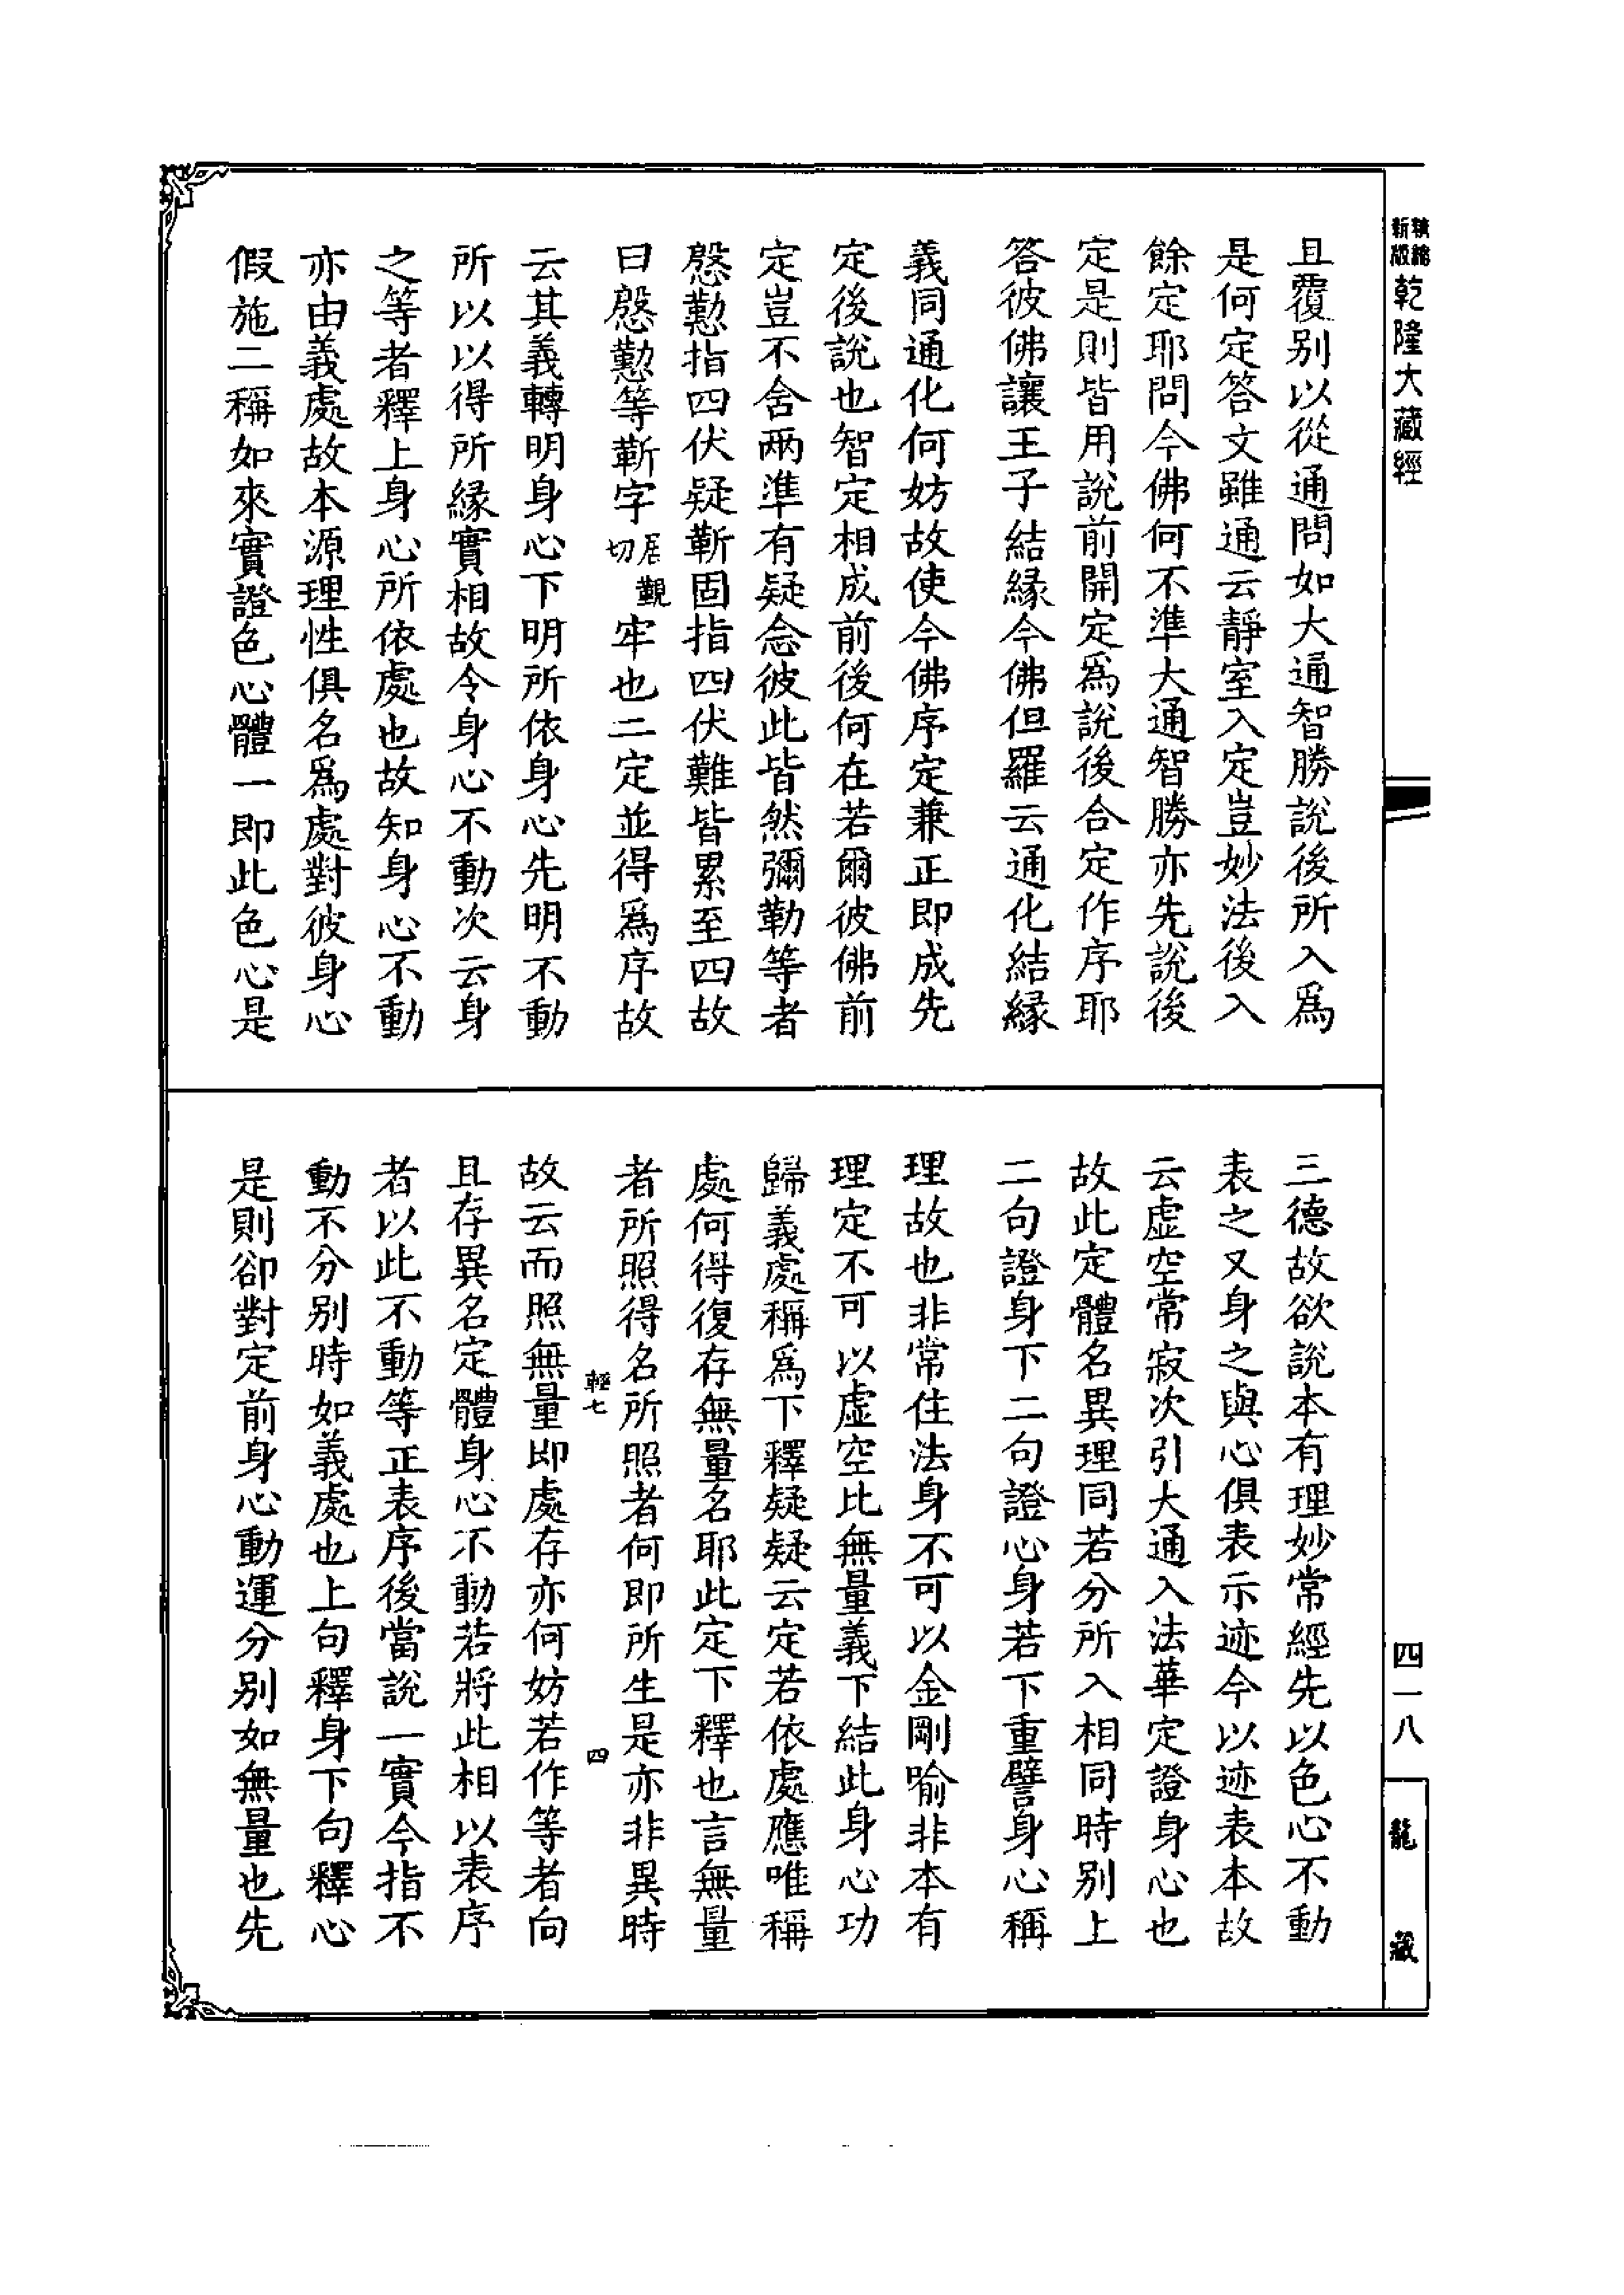 精縮新版乾隆大藏經
且覆别以從通問如大通智勝說後所入爲
是何定答文雖通云靜室入定豈妙法後入
餘定耶問今佛何不準大通智勝亦先說後
定是則皆用說前開定爲說後合定作序耶
答彼佛讓王子結緣今佛但羅云通化結緣
義同通化何妨故使今佛序定兼正即成先
定後說也智定相成前後何在若爾彼佛前
定豈不舍兩準有疑念彼此皆然彌勒等者
慇懃指四伏疑靳固指四伏難皆累至四故
曰慇懃等靳字居覲切牢也二定並得爲序故
云其義轉明身心下明所依身心先明不動
所以以得所緣實相故令身心不動次云身
之等者釋上身心所依處也故知身心不動
亦由義處故本源理性俱名爲處對彼身心
假施二稱如來實證色心體一即此色心是
三德故欲說本有理妙常經先以色心不動
表之又身之與心俱表示迹今以迹表本故
云虛空常寂次引大通入法華定證身心也
故此定體名異理同若分所入相同時别上
二句證身下二句證心身若下重譬身心稱
理故也非常住法身不可以金剛喻非本有
理定不可以虛空比無量義下結此身心功
歸義處稱爲下釋疑疑云定若依處應唯稱
處何得復存無量名耶此定下釋也言無量
者所照得名所照者何即所生是亦非異時
輕七
四
故云而照無量即處存亦何妨若作等者向
且存異名定體身心不動若將此相以表序
者以此不動等正表序後當說一實今指不
動不分别時如義處也上句釋身下句釋心
是則卻對定前身心動運分别如無量也先
四一八
龍藏